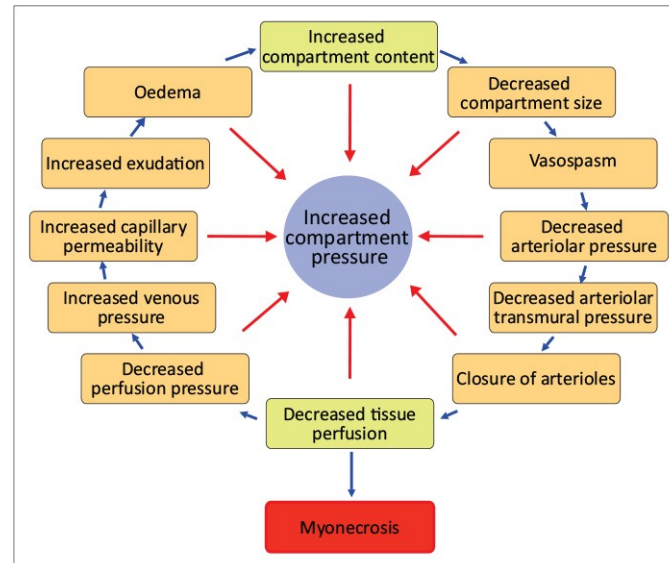 Increased
compartment content
Decreased
compartment size
Oedema
Vasospasm
Increased exudation
Increased
compartment
pressure
Increased capillary
permeability
Decreased
arteriolar pressure
Increased venous
pressure
Decreased arteriolar
transmural pressure
Decreased
perfusion pressure
Closure of arterioles
Decreased tissue
perfusion
Myonecrosis